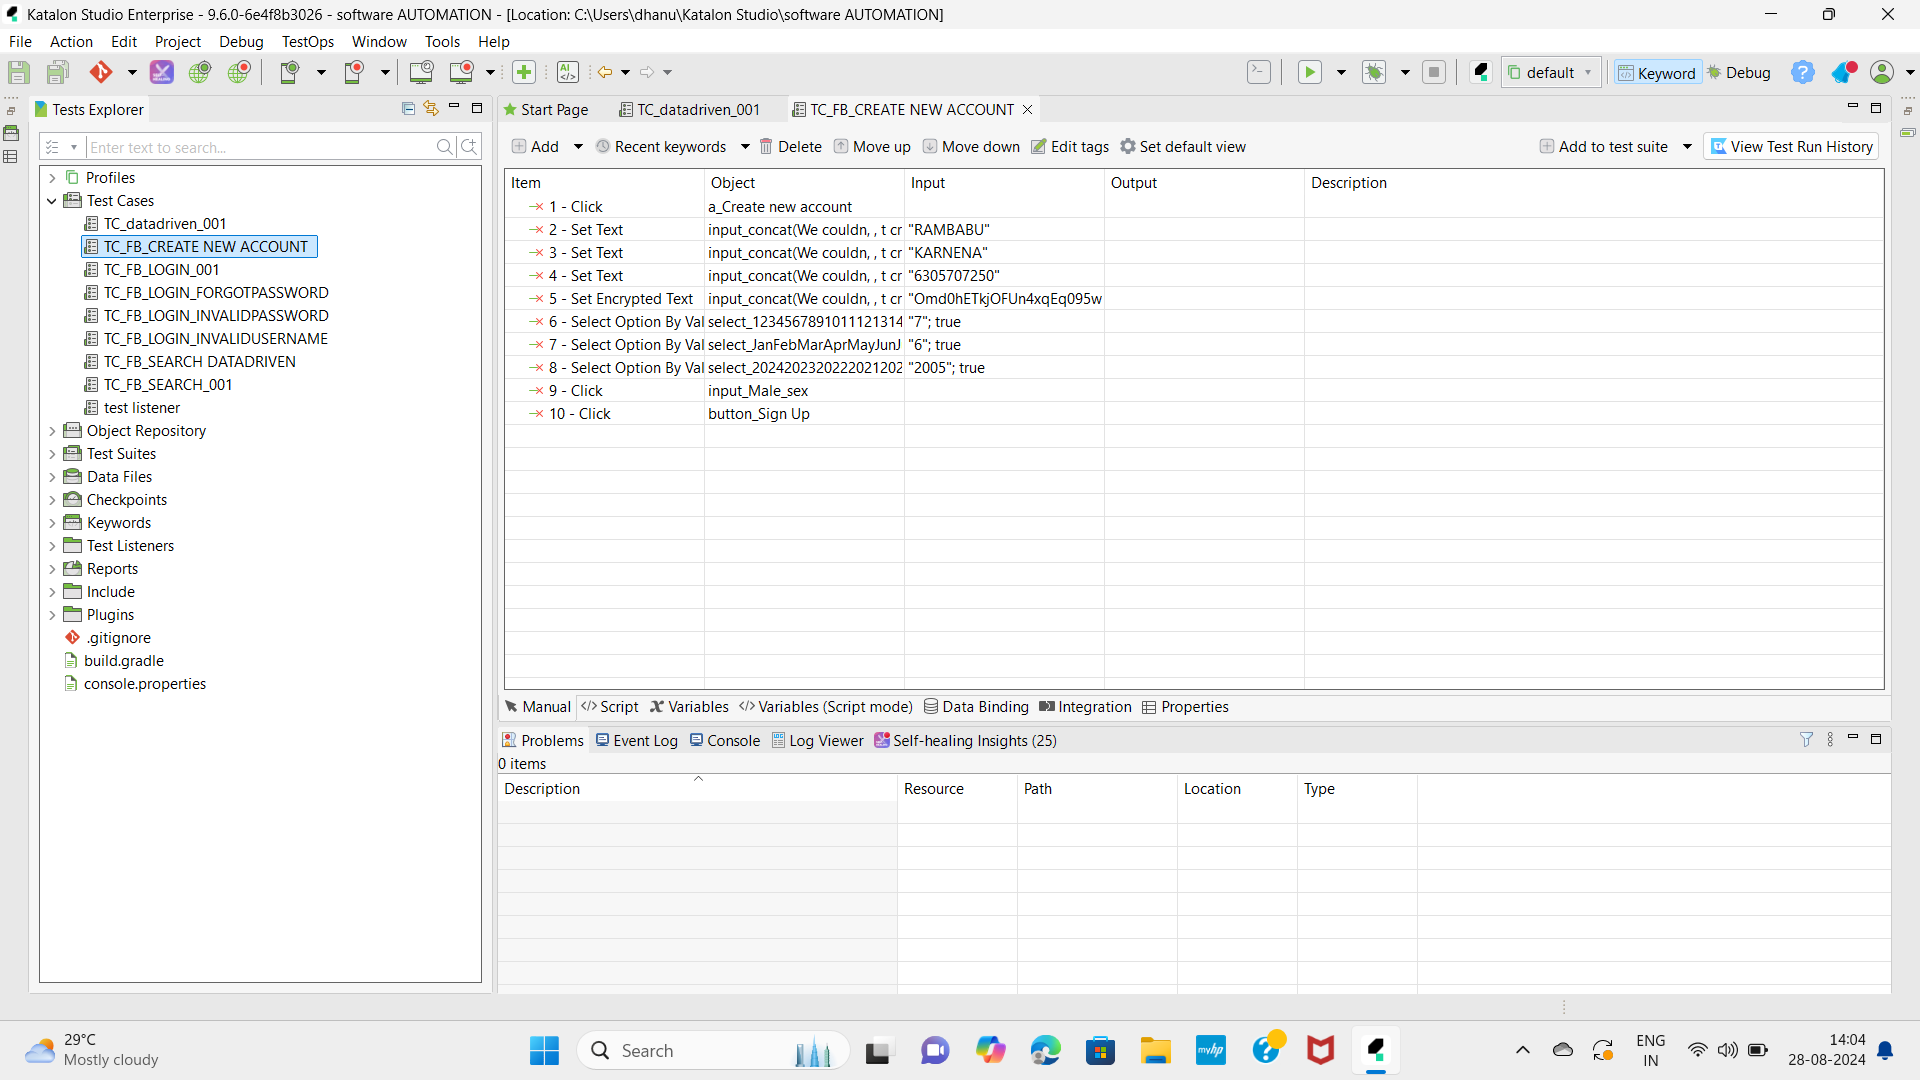 Katalon Studio Enterprise - 9.6.0-6e4f8b3026 - software AUTOMATION - [Location: C:\Users\dhanu\Katalon Studio\software AUTOMATION]
File Action Edit Project Debug TestOps Window Tools Help
default Keyword Debug
Tests Explorer
Enter text to search...
Profiles
Test Cases
TC_datadriven_001
TC_FB_CREATE NEW ACCOUNT
TC_FB_LOGIN_001
TC_FB_LOGIN_FORGOTPASSWORD
TC_FB_LOGIN_INVALIDPASSWORD
TC_FB_LOGIN_INVALIDUSERNAME
TC_FB_SEARCH DATADRIVEN
TC_FB_SEARCH_001
test listener
Object Repository
Test Suites
Data Files
Checkpoints
Keywords
Test Listeners
Reports
Include
Plugins
.gitignore
build.gradle
console.properties
Start Page TC_datadriven_001 TC_FB_CREATE NEW ACCOUNT
Add Recent keywords Delete Move up Move down Edit tags Set default view Add to test suite View Test Run History
Item Object Input Output Description
1 - Click a_Create new account
2 - Set Text input_concat(We couldn, , t cr "RAMBABU"
3 - Set Text input_concat(We couldn, , t cr "KARNENA"
4 - Set Text input_concat(We couldn, , t cr "6305707250"
5 - Set Encrypted Text input_concat(We couldn, , t cr "Omd0hETkjOFUn4xqEq095w
6 - Select Option By Val select_1234567891011121314 "7"; true
7 - Select Option By Val select_JanFebMarAprMayJunJ "6"; true
8 - Select Option By Val select_2024202320222021202 "2005"; true
9 - Click input_Male_sex
10 - Click button_Sign Up
Manual Script Variables Variables (Script mode) Data Binding Integration Properties
Problems Event Log Console Log Viewer Self-healing Insights (25)
0 items
Description Resource Path Location Type
29°C
Mostly cloudy
Search
myhp
ENG
IN
14:04
28-08-2024